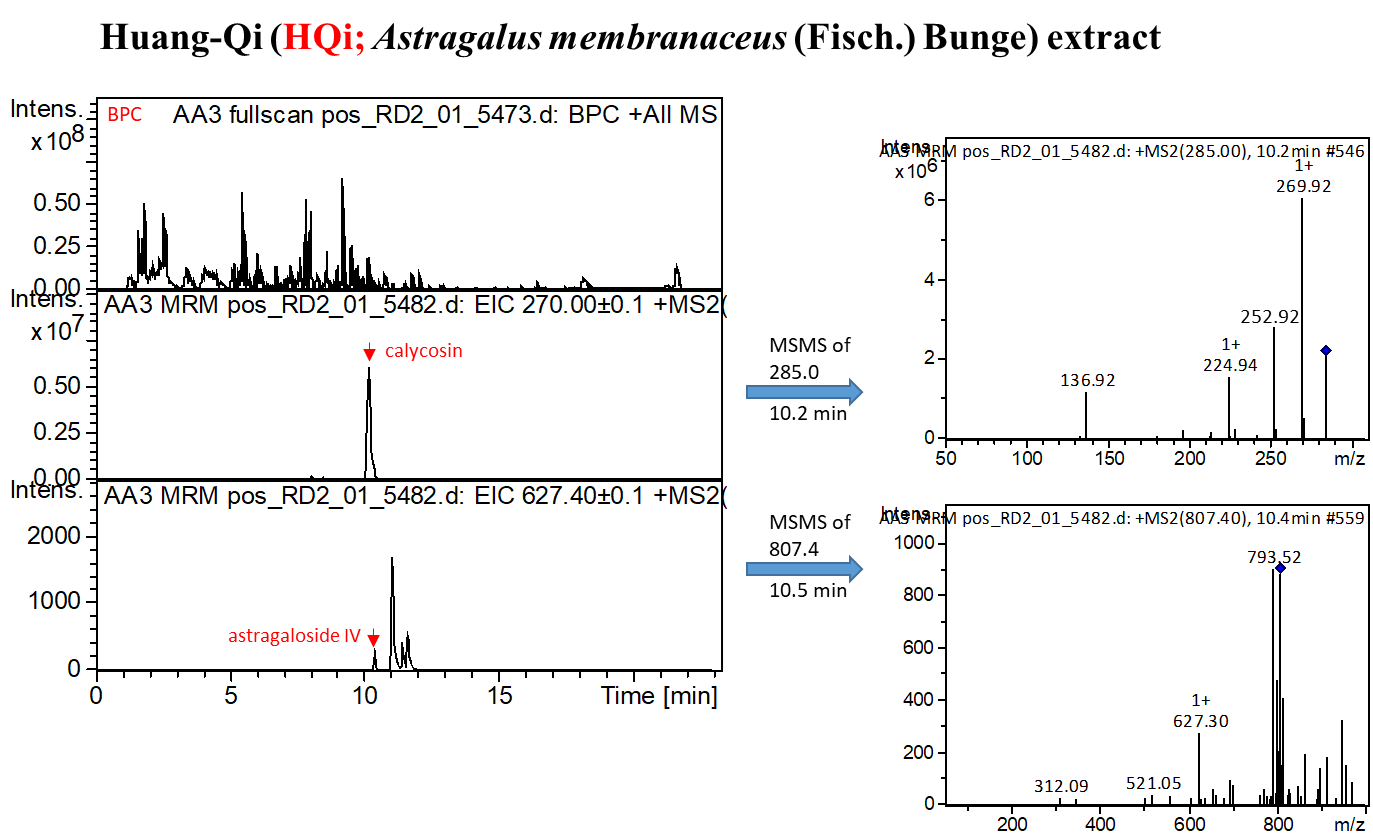 Huang-Qi (HQi; Astragalus membranaceus (Fisch.) Bunge) extract
Intens.
x10^8
BPC
AA3 fullscan pos_RD2_01_5473.d: BPC +All MS
0.50
0.25
0.00
Intens.
x10^7
AA3 MRM pos_RD2_01_5482.d: EIC 270.00±0.1 +MS2(
calycosin
0.50
0.25
0.00
Intens.
AA3 MRM pos_RD2_01_5482.d: EIC 627.40±0.1 +MS2(
2000
1000
astragaloside IV
0
0 5 10 15 Time [min]
MSMS of
285.0
10.2 min
MSMS of
807.4
10.5 min
Intens.
AA3 MRM pos_RD2_01_5482.d: +MS2(285.00), 10.2min #546
x10^6
1+
269.92
6
4
252.92
1+
224.94
2
136.92
0
50 100 150 200 250 m/z
Intens.
AA3 MRM pos_RD2_01_5482.d: +MS2(807.40), 10.4min #559
1000
793.52
800
600
400
1+
627.30
200
312.09
521.05
0
200 400 600 800 m/z